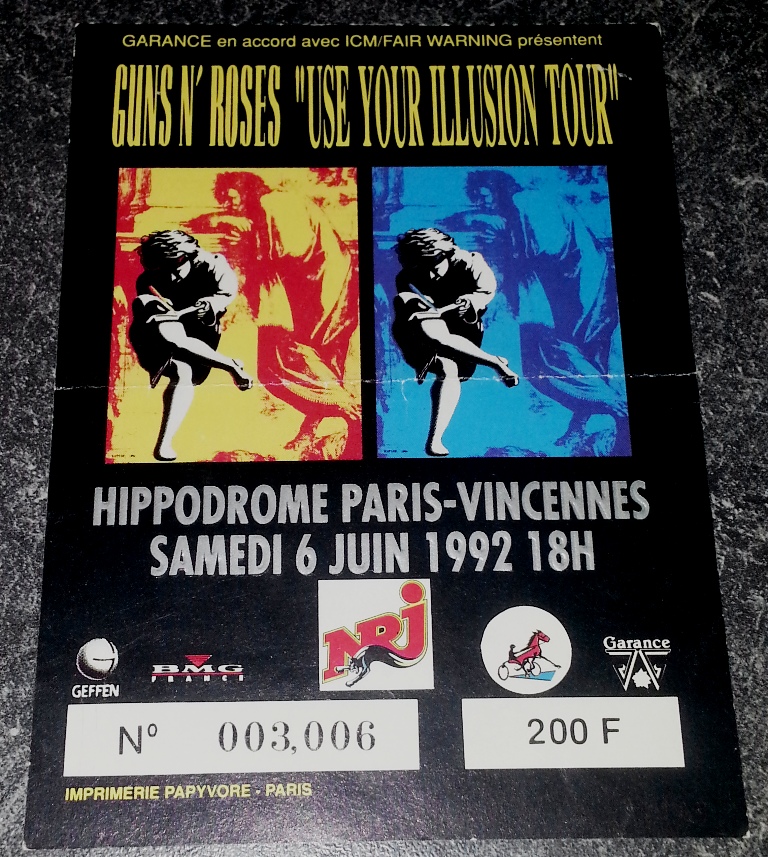 GARANCE en accord avec ICM/FAIR WARNING présentent
GUNS N' ROSES "USE YOUR ILLUSION TOUR"
HIPPODROME PARIS-VINCENNES
SAMEDI 6 JUIN 1992 18H
NRJ
GEFFEN
BMG
FRANCE
Garance
N° 003,006
200 F
IMPRIMERIE PAPYVORE - PARIS